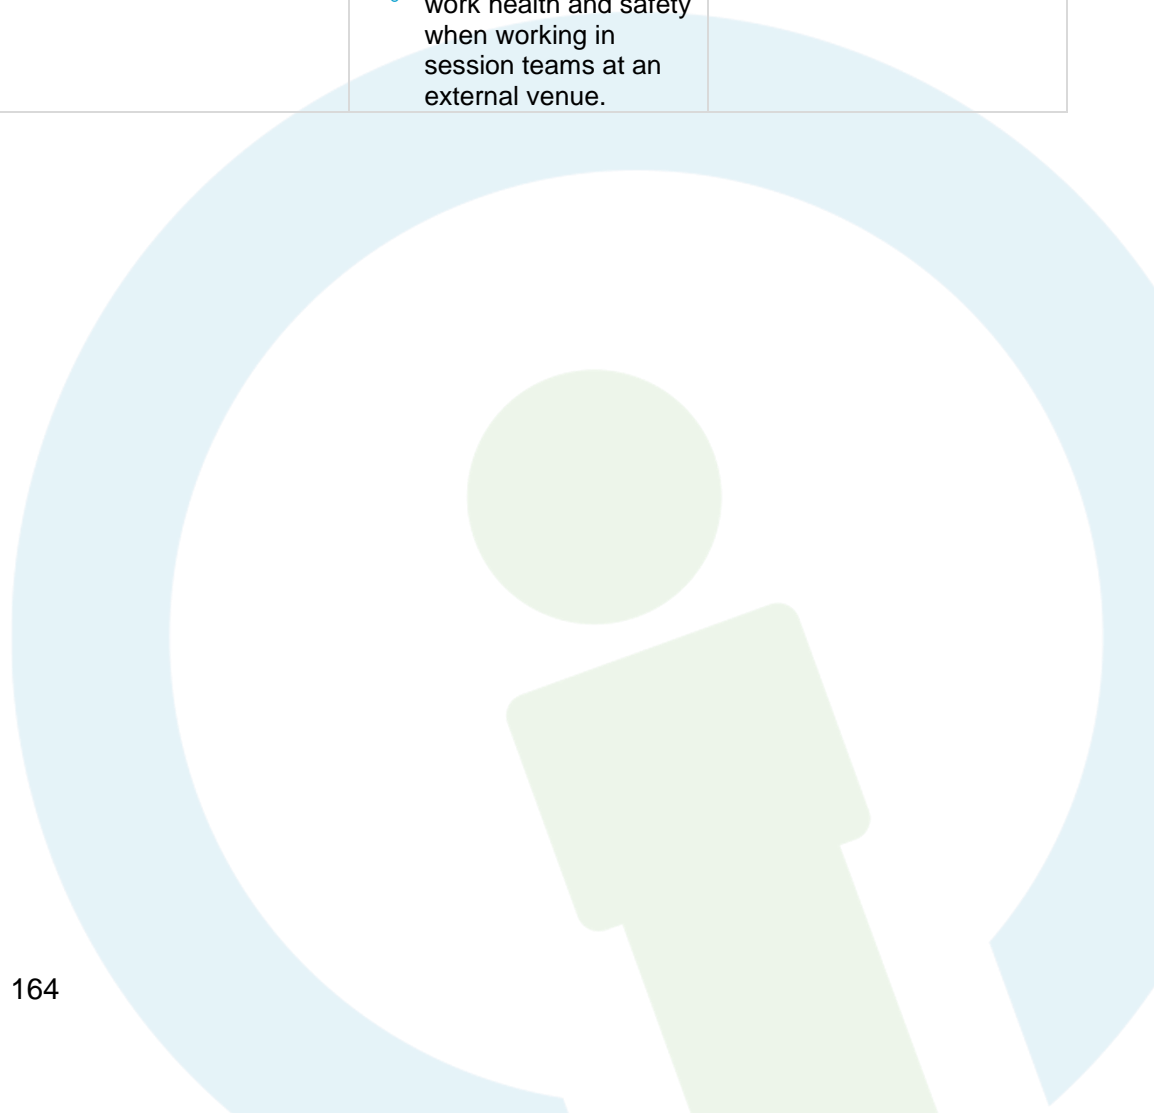 work health and safety
when working in
session teams at an
external venue.
164